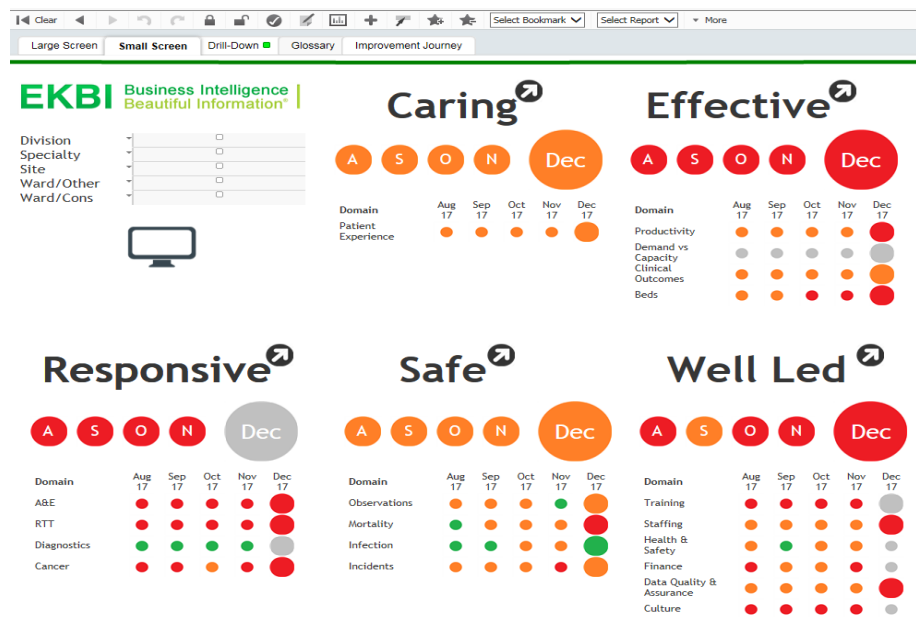 Clear
Select Bookmark
Select Report
More
Large Screen
Small Screen
Drill-Down
Glossary
Improvement Journey
EKBI
Business Intelligence
Beautiful Information®
Division
Specialty
Site
Ward/Other
Ward/Cons
Caring
A S O N Dec
Domain Aug 17 Sep 17 Oct 17 Nov 17 Dec 17
Patient
Experience
Effective
A S O N Dec
Domain Aug 17 Sep 17 Oct 17 Nov 17 Dec 17
Productivity
Demand vs
Capacity
Clinical
Outcomes
Beds
Responsive
A S O N Dec
Domain Aug 17 Sep 17 Oct 17 Nov 17 Dec 17
A&E
RTT
Diagnostics
Cancer
Safe
A S O N Dec
Domain Aug 17 Sep 17 Oct 17 Nov 17 Dec 17
Observations
Mortality
Infection
Incidents
Well Led
A S O N Dec
Domain Aug 17 Sep 17 Oct 17 Nov 17 Dec 17
Training
Staffing
Health &
Safety
Finance
Data Quality &
Assurance
Culture